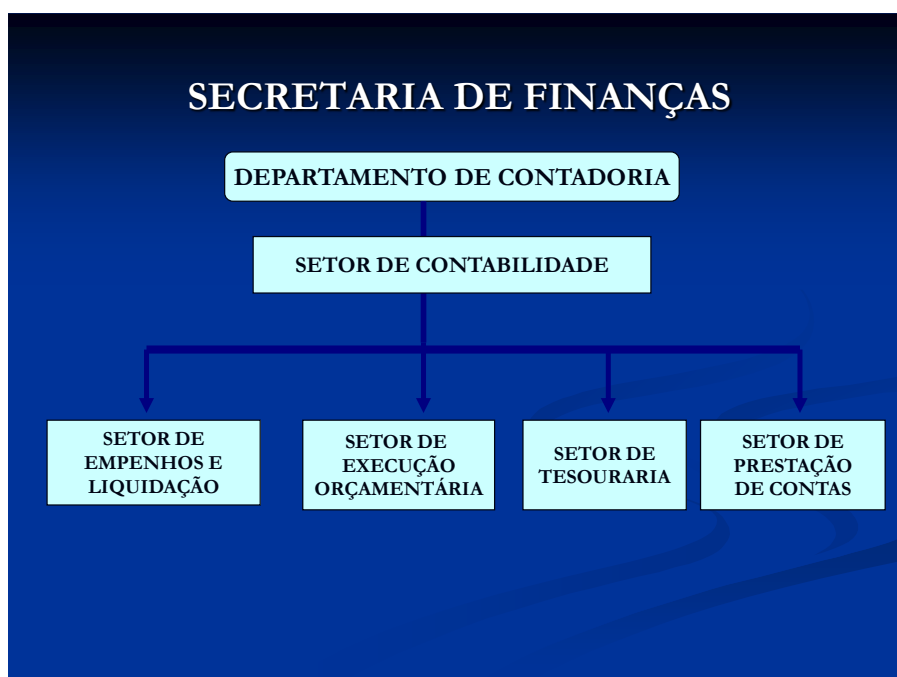 SECRETARIA DE FINANÇAS
DEPARTAMENTO DE CONTADORIA
SETOR DE CONTABILIDADE
SETOR DE
EMPENHOS E
LIQUIDAÇÃO
SETOR DE
EXECUÇÃO
ORÇAMENTÁRIA
SETOR DE
TESOURARIA
SETOR DE
PRESTAÇÃO
DE CONTAS